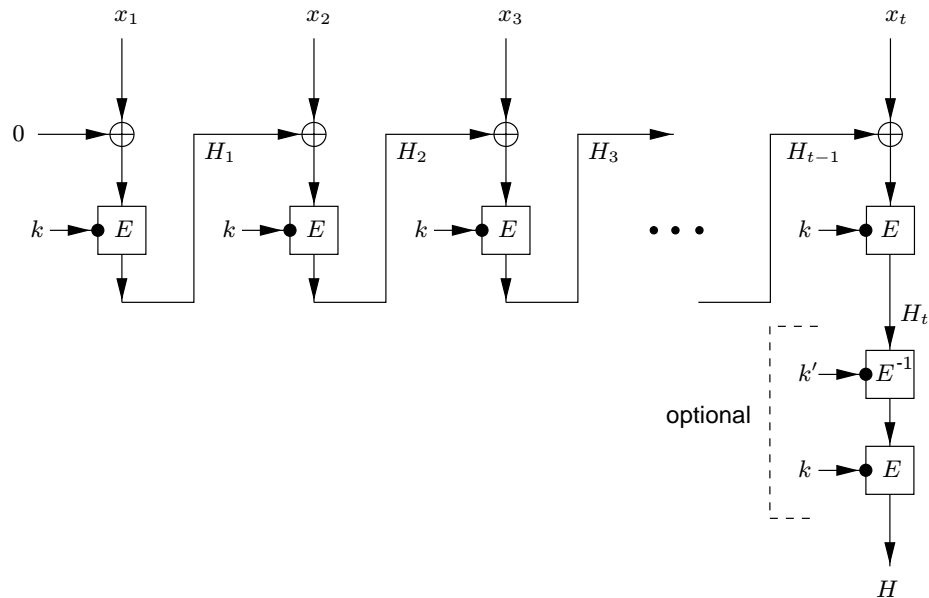 x₁ x₂ x₃ xₜ
0 H₁ H₂ H₃ Hₜ₋₁
k E k E k E • • • k E
Hₜ
k′ E⁻¹
optional
k E
H